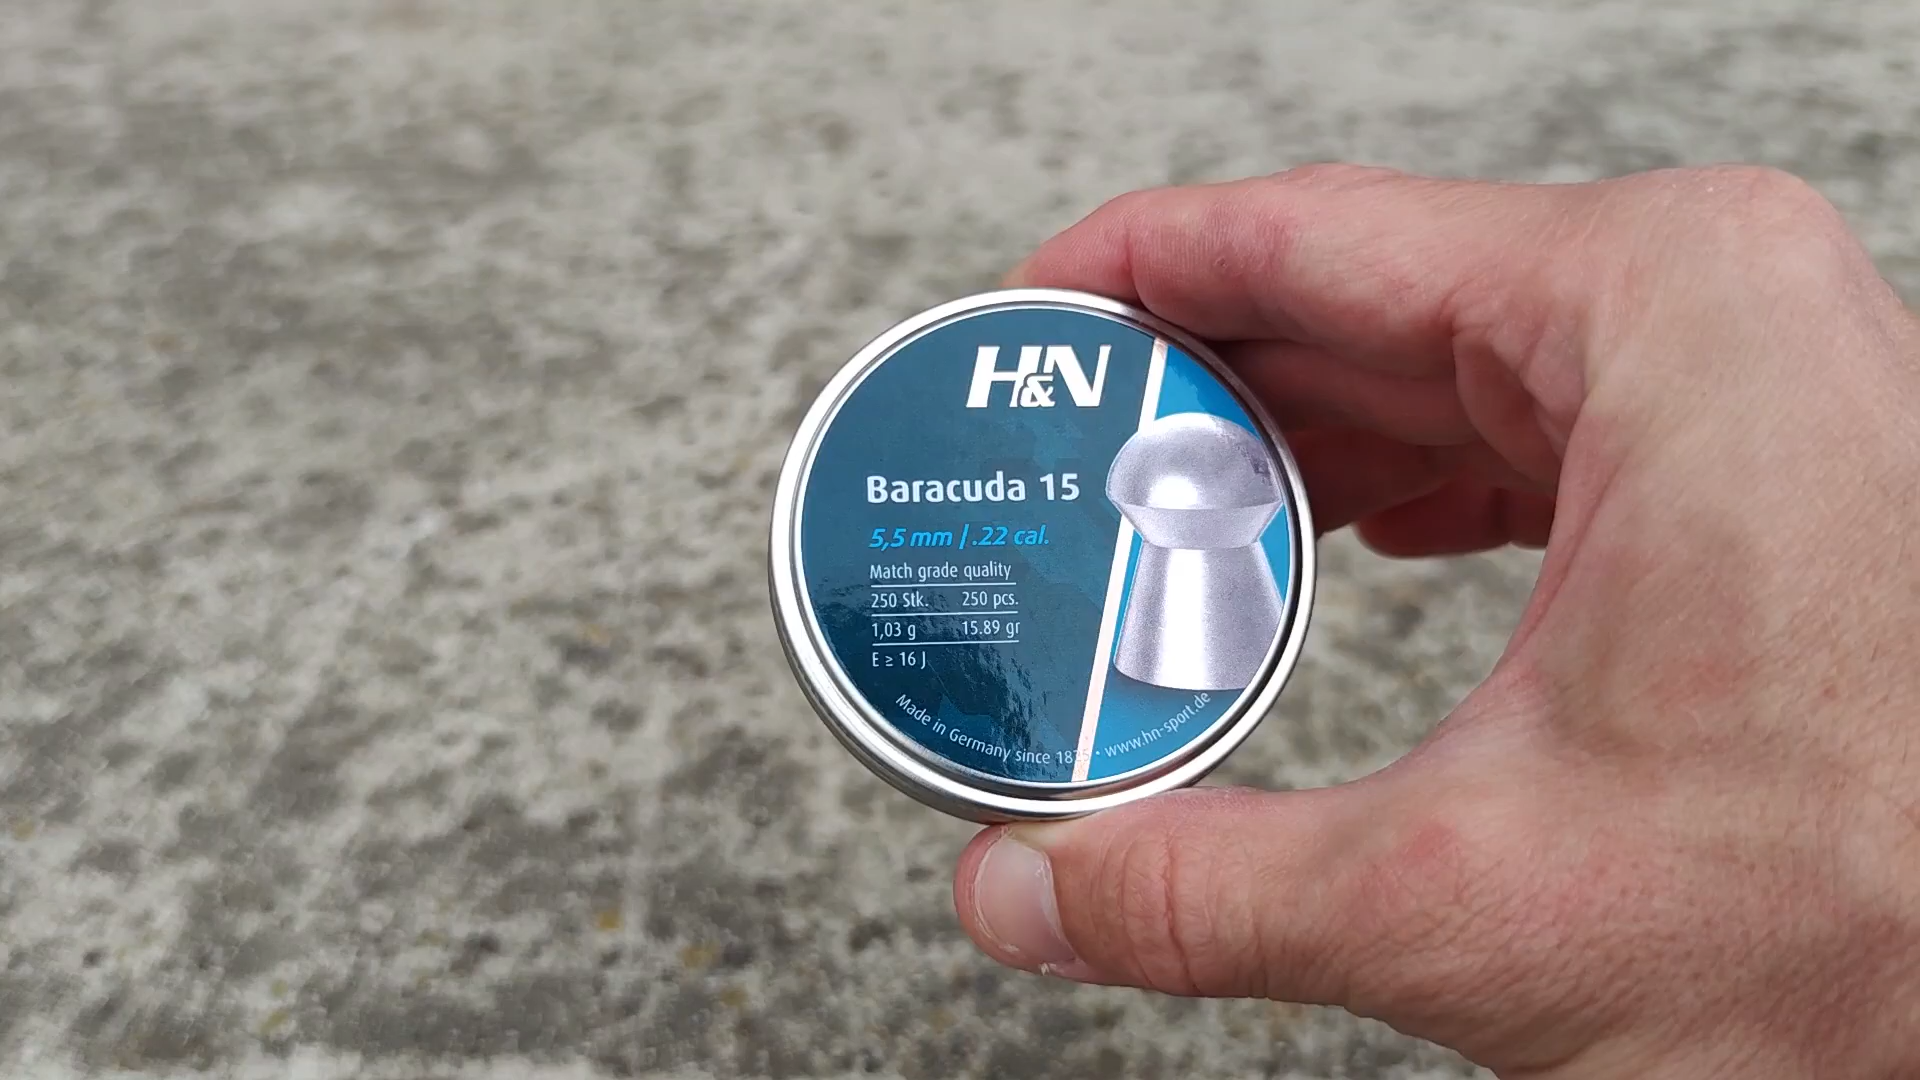 H&N
Baracuda 15
5,5 mm | .22 cal.
Match grade quality
250 Stk. 250 pcs.
1,03 g 15.89 gr
E ≥ 16 J
Made in Germany since 1825 • www.hn-sport.de